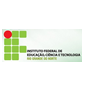 INSTITUTO FEDERAL DE
EDUCAÇÃO, CIÊNCIA E TECNOLOGIA